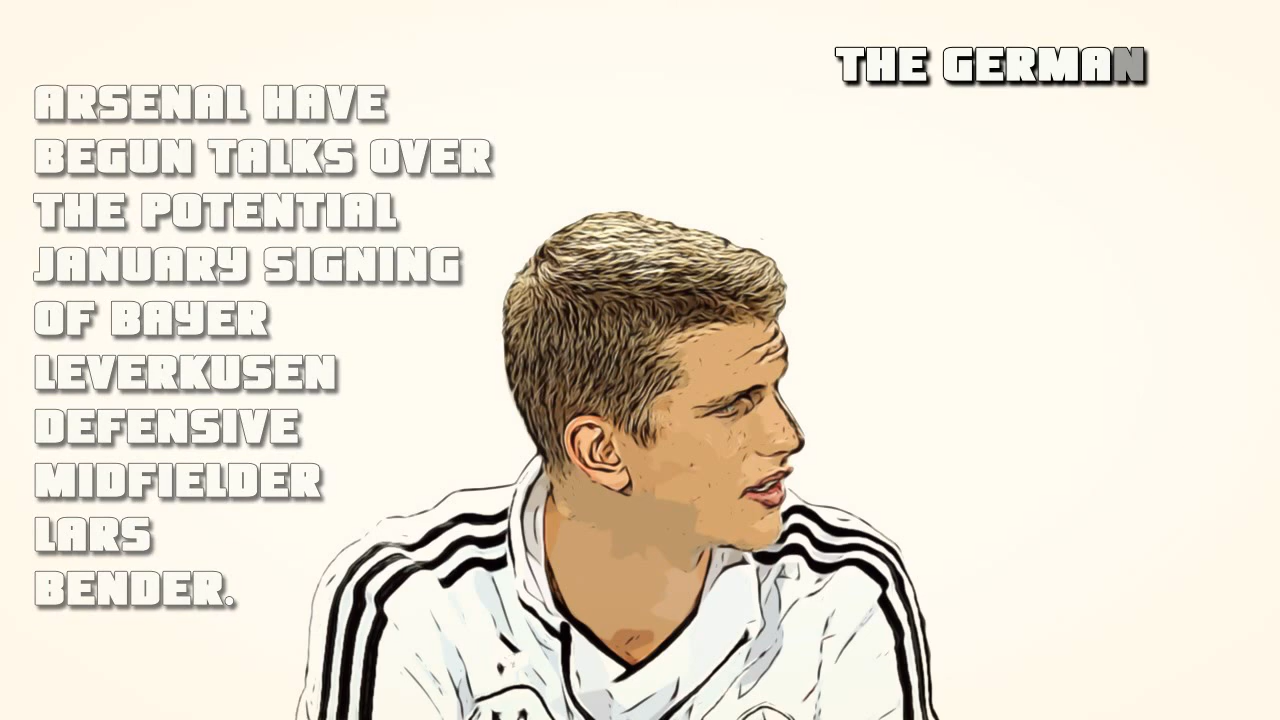 ARSENAL HAVE
BEGUN TALKS OVER
THE POTENTIAL
JANUARY SIGNING
OF BAYER
LEVERKUSEN
DEFENSIVE
MIDFIELDER
LARS
BENDER.
THE GERMAN